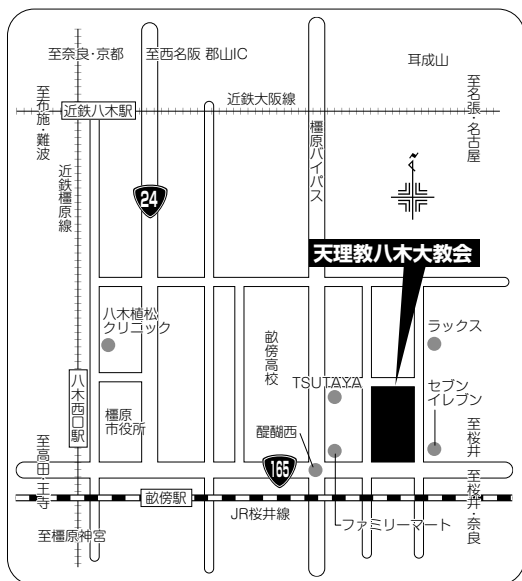 至奈良・京都
至西名阪 郡山IC
耳成山
至布施・難波
近鉄八木駅
近鉄大阪線
至名張・名古屋
近鉄橿原線
橿原バイパス
24
天理教八木大教会
八木植松
クリニック
畝傍高校
ラックス
八木西口駅
橿原
市役所
TSUTAYA
セブン
イレブン
醍醐西
至高田・王寺
165
至桜井
畝傍駅
JR桜井線
ファミリーマート
至桜井・奈良
至橿原神宮